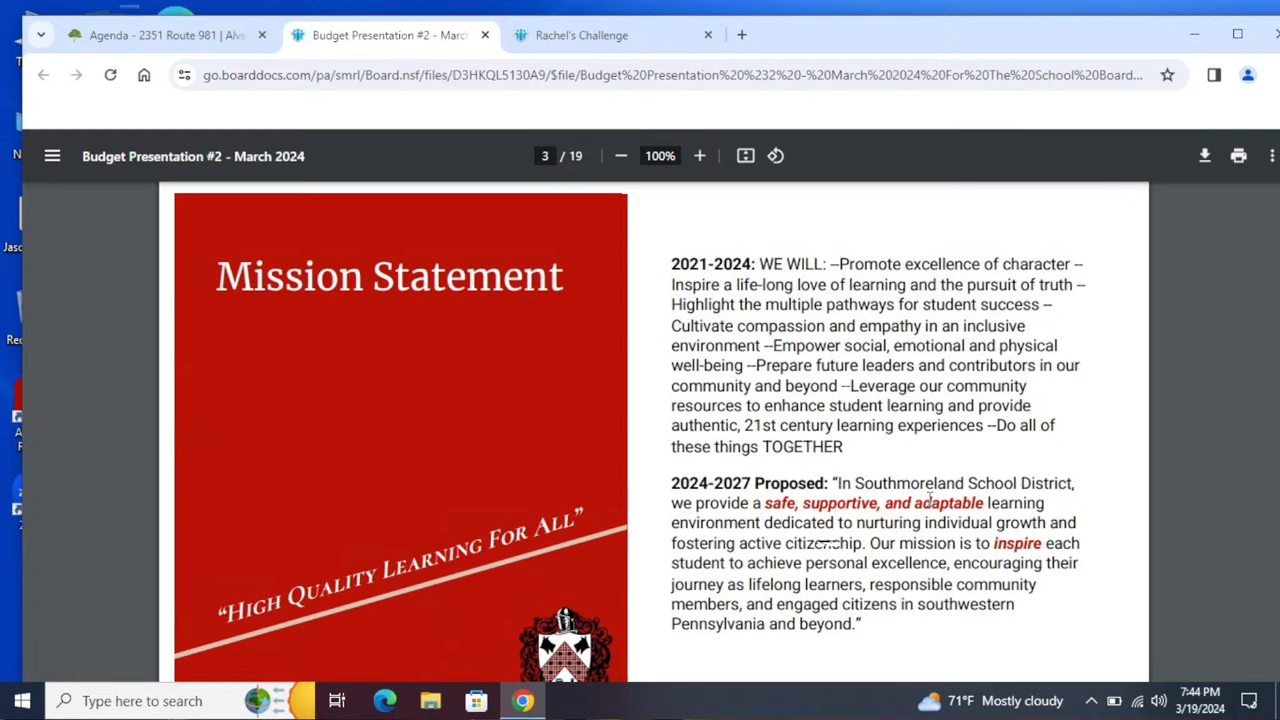 Agenda - 2351 Route 981 | Alve
Budget Presentation #2 - Marc
Rachel's Challenge
go.boarddocs.com/pa/smrl/Board.nsf/files/D3HKQL5130A9/$file/Budget%20Presentation%20%232%20-%20March%202024%20For%20The%20School%20Board...
Budget Presentation #2 - March 2024
3 / 19
100%
Mission Statement
"HIGH QUALITY LEARNING FOR ALL"
2021-2024: WE WILL: --Promote excellence of character --
Inspire a life-long love of learning and the pursuit of truth --
Highlight the multiple pathways for student success --
Cultivate compassion and empathy in an inclusive
environment --Empower social, emotional and physical
well-being --Prepare future leaders and contributors in our
community and beyond --Leverage our community
resources to enhance student learning and provide
authentic, 21st century learning experiences --Do all of
these things TOGETHER
2024-2027 Proposed: “In Southmoreland School District,
we provide a safe, supportive, and adaptable learning
environment dedicated to nurturing individual growth and
fostering active citizenship. Our mission is to inspire each
student to achieve personal excellence, encouraging their
journey as lifelong learners, responsible community
members, and engaged citizens in southwestern
Pennsylvania and beyond.”
Jasc
Rec
Type here to search
71°F Mostly cloudy
7:44 PM
3/19/2024